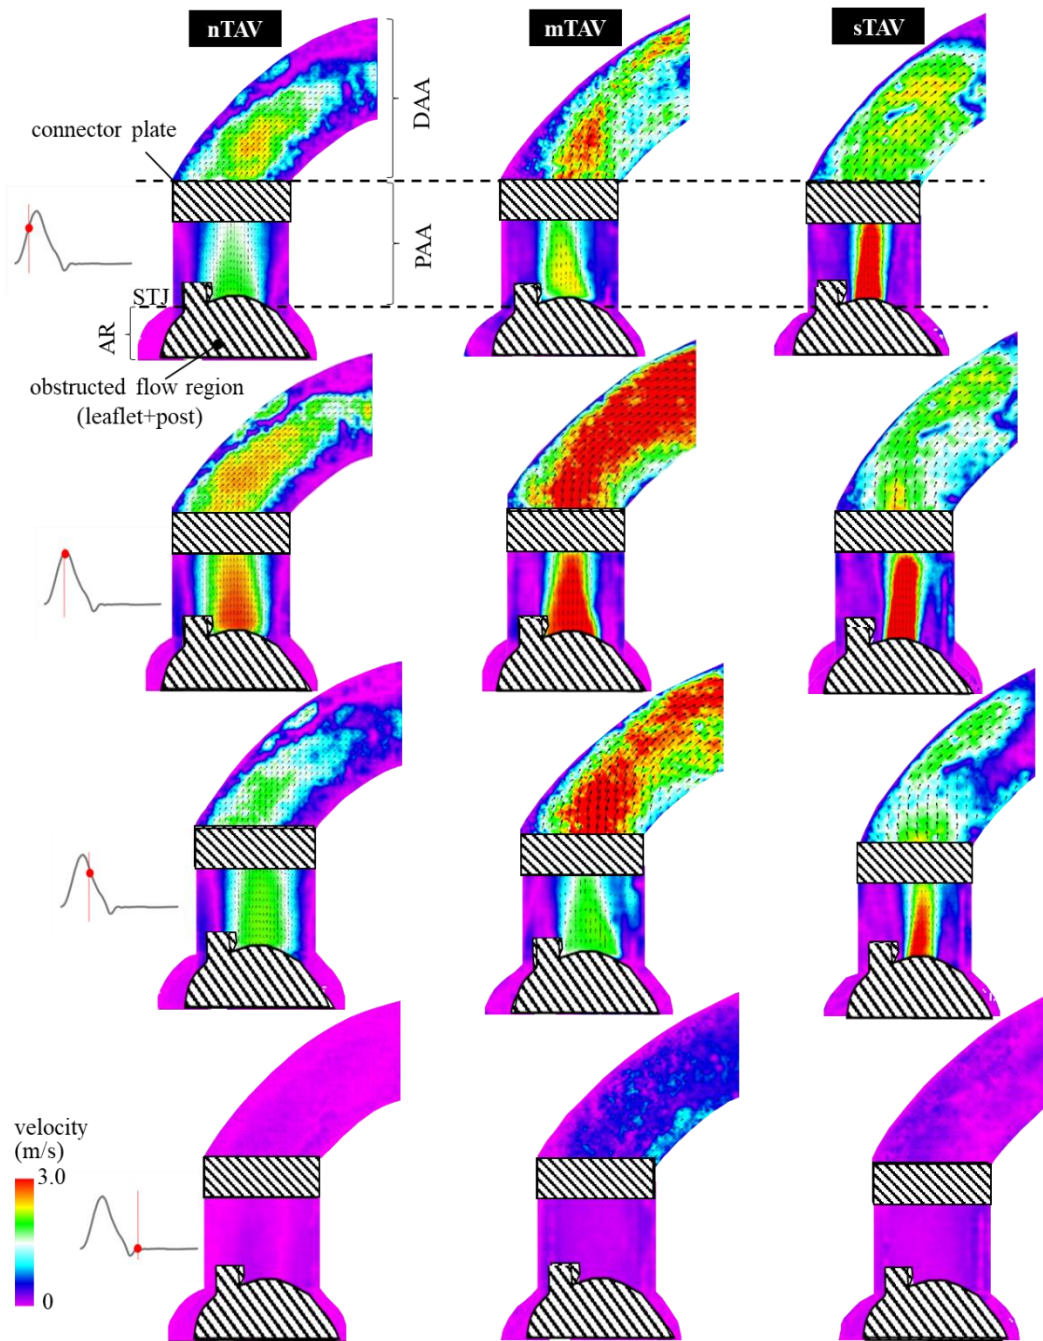 nTAV
mTAV
sTAV
connector plate
DAA
PAA
STJ
AR
obstructed flow region
(leaflet+post)
velocity
(m/s)
3.0
0